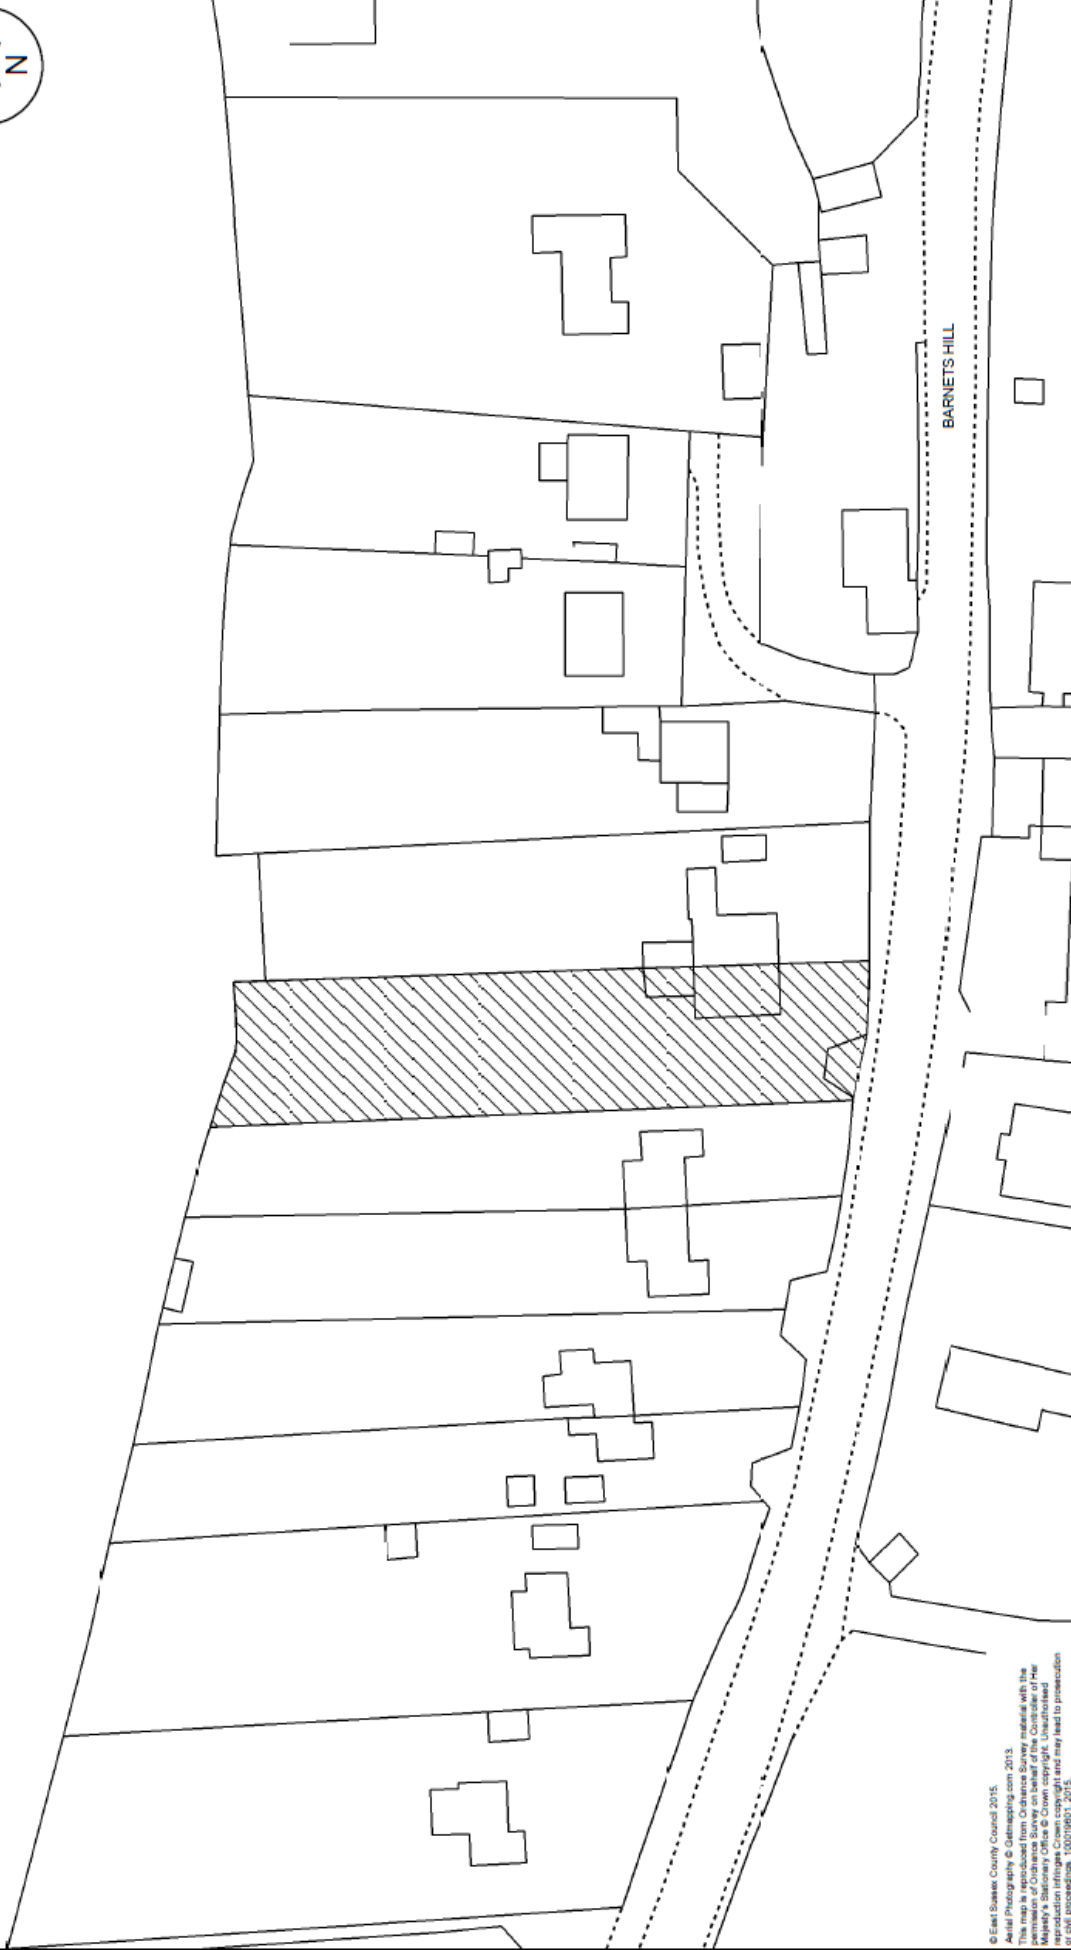 N
BARNETS HILL
© East Sussex County Council 2015.
Aerial Photography © Getmapping.com 2013.
This map is reproduced from Ordnance Survey material with the
permission of Ordnance Survey on behalf of the Controller of Her
Majesty's Stationery Office © Crown copyright. Unauthorised
reproduction infringes Crown copyright and may lead to prosecution
or civil proceedings. 100019601, 2015.